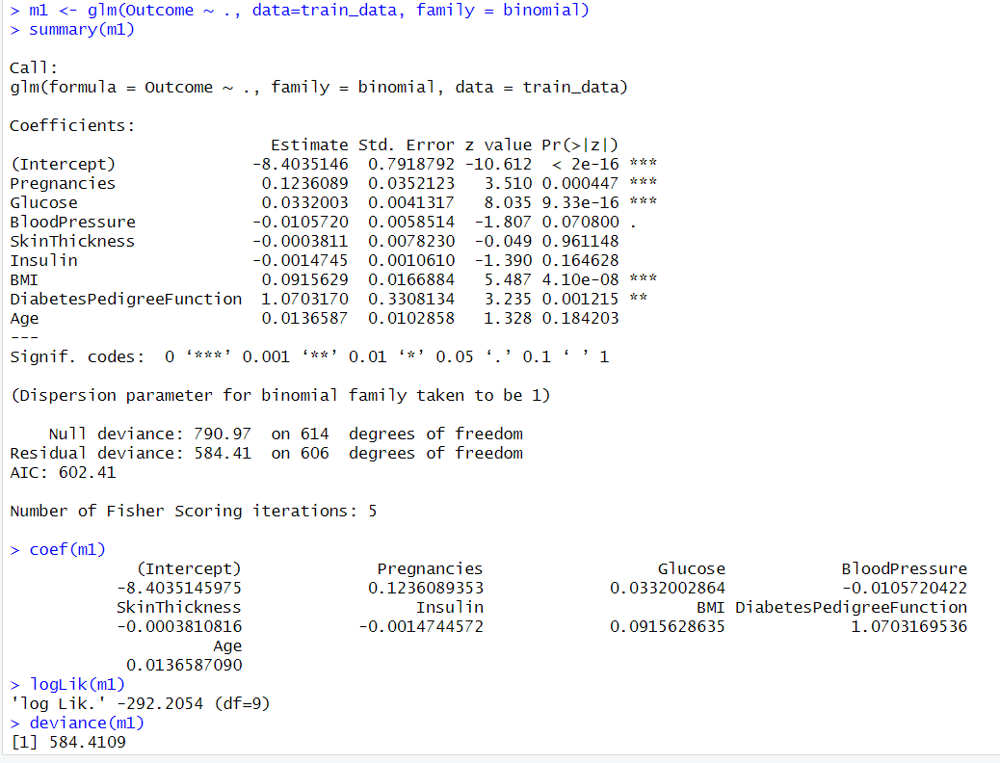 > m1 <- glm(Outcome ~ ., data=train_data, family = binomial)
> summary(m1)
Call:
glm(formula = Outcome ~ ., family = binomial, data = train_data)
Coefficients:
Estimate Std. Error z value Pr(>|z|)
(Intercept) -8.4035146 0.7918792 -10.612 < 2e-16 ***
Pregnancies 0.1236089 0.0352123 3.510 0.000447 ***
Glucose 0.0332003 0.0041317 8.035 9.33e-16 ***
BloodPressure -0.0105720 0.0058514 -1.807 0.070800 .
SkinThickness -0.0003811 0.0078230 -0.049 0.961148
Insulin -0.0014745 0.0010610 -1.390 0.164628
BMI 0.0915629 0.0166884 5.487 4.10e-08 ***
DiabetesPedigreeFunction 1.0703170 0.3308134 3.235 0.001215 **
Age 0.0136587 0.0102858 1.328 0.184203
---
Signif. codes: 0 ‘***’ 0.001 ‘**’ 0.01 ‘*’ 0.05 ‘.’ 0.1 ‘ ’ 1
(Dispersion parameter for binomial family taken to be 1)
Null deviance: 790.97 on 614 degrees of freedom
Residual deviance: 584.41 on 606 degrees of freedom
AIC: 602.41
Number of Fisher Scoring iterations: 5
> coef(m1)
(Intercept) Pregnancies Glucose BloodPressure
-8.4035145975 0.1236089353 0.0332002864 -0.0105720422
SkinThickness Insulin BMI DiabetesPedigreeFunction
-0.0003810816 -0.0014744572 0.0915628635 1.0703169536
Age
0.0136587090
> logLik(m1)
'log Lik.' -292.2054 (df=9)
> deviance(m1)
[1] 584.4109